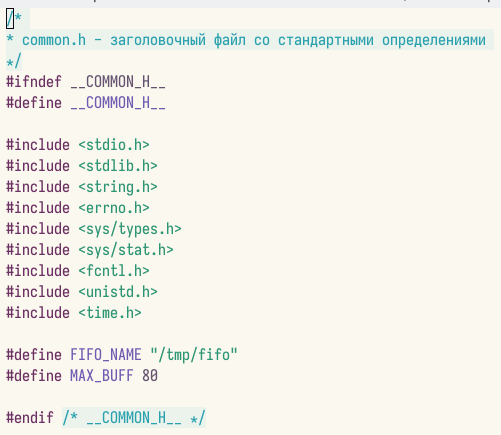 /*
* common.h – заголовочный файл со стандартными определениями
*/
#ifndef __COMMON_H__
#define __COMMON_H__
#include <stdio.h>
#include <stdlib.h>
#include <string.h>
#include <errno.h>
#include <sys/types.h>
#include <sys/stat.h>
#include <fcntl.h>
#include <unistd.h>
#include <time.h>
#define FIFO_NAME "/tmp/fifo"
#define MAX_BUFF 80
#endif /* __COMMON_H__ */